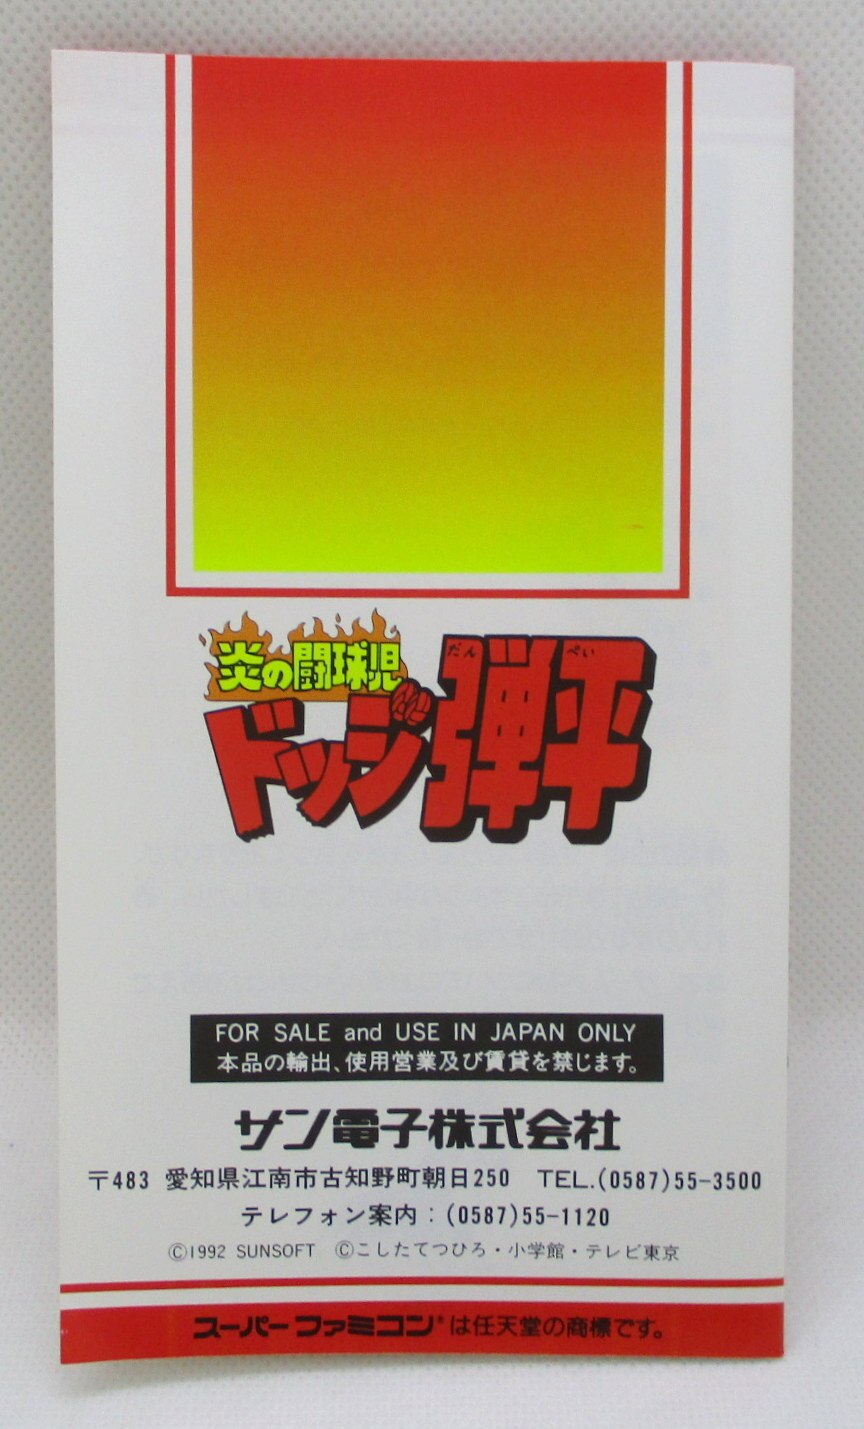 炎の闘球児
ドッジ弾平
だん ぺい
FOR SALE and USE IN JAPAN ONLY
本品の輸出、使用営業及び賃貸を禁じます。
サン電子株式会社
〒483 愛知県江南市古知野町朝日250 TEL.(0587)55-3500
テレフォン案内:(0587)55-1120
©1992 SUNSOFT ©こしたてつひろ・小学館・テレビ東京
スーパーファミコン®は任天堂の商標です。